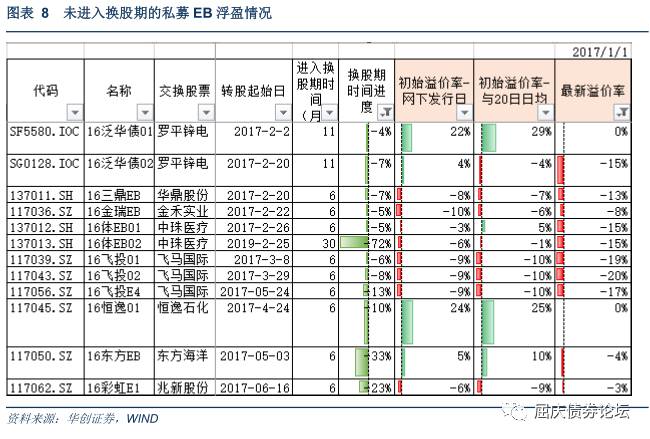 图表 8 未进入换股期的私募 EB 浮盈情况
2017/1/1
代码 名称 交换股票 转股起始日 进入换股期时间(月 换股期时间进度 初始溢价率-网下发行日 初始溢价率-与20日日均 最新溢价率
SF5580.IOC 16泛华债01 罗平锌电 2017-2-2 11 -4% 22% 29% 0%
SG0128.IOC 16泛华债02 罗平锌电 2017-2-20 11 -7% 4% -4% -15%
137011.SH 16三鼎EB 华鼎股份 2017-2-20 6 -7% -8% -7% -13%
117036.SZ 16金瑞EB 金禾实业 2017-2-22 6 -5% -10% -6% -8%
137012.SH 16体EB01 中珠医疗 2017-2-26 6 -5% -3% 5% -15%
137013.SH 16体EB02 中珠医疗 2019-2-25 30 -72% -6% -1% -15%
117039.SZ 16飞投01 飞马国际 2017-3-8 6 -6% -9% -10% -19%
117043.SZ 16飞投02 飞马国际 2017-3-29 6 -8% -9% -10% -20%
117056.SZ 16飞投E4 飞马国际 2017-05-24 6 -13% -9% -10% -17%
117045.SZ 16恒逸01 恒逸石化 2017-4-24 6 -10% 24% 25% 0%
117050.SZ 16东方EB 东方海洋 2017-05-03 6 -33% 5% 10% -4%
117062.SZ 16彩虹E1 兆新股份 2017-06-16 6 -23% -6% -9% -3%
资料来源：华创证券，WIND
屈庆债券论坛